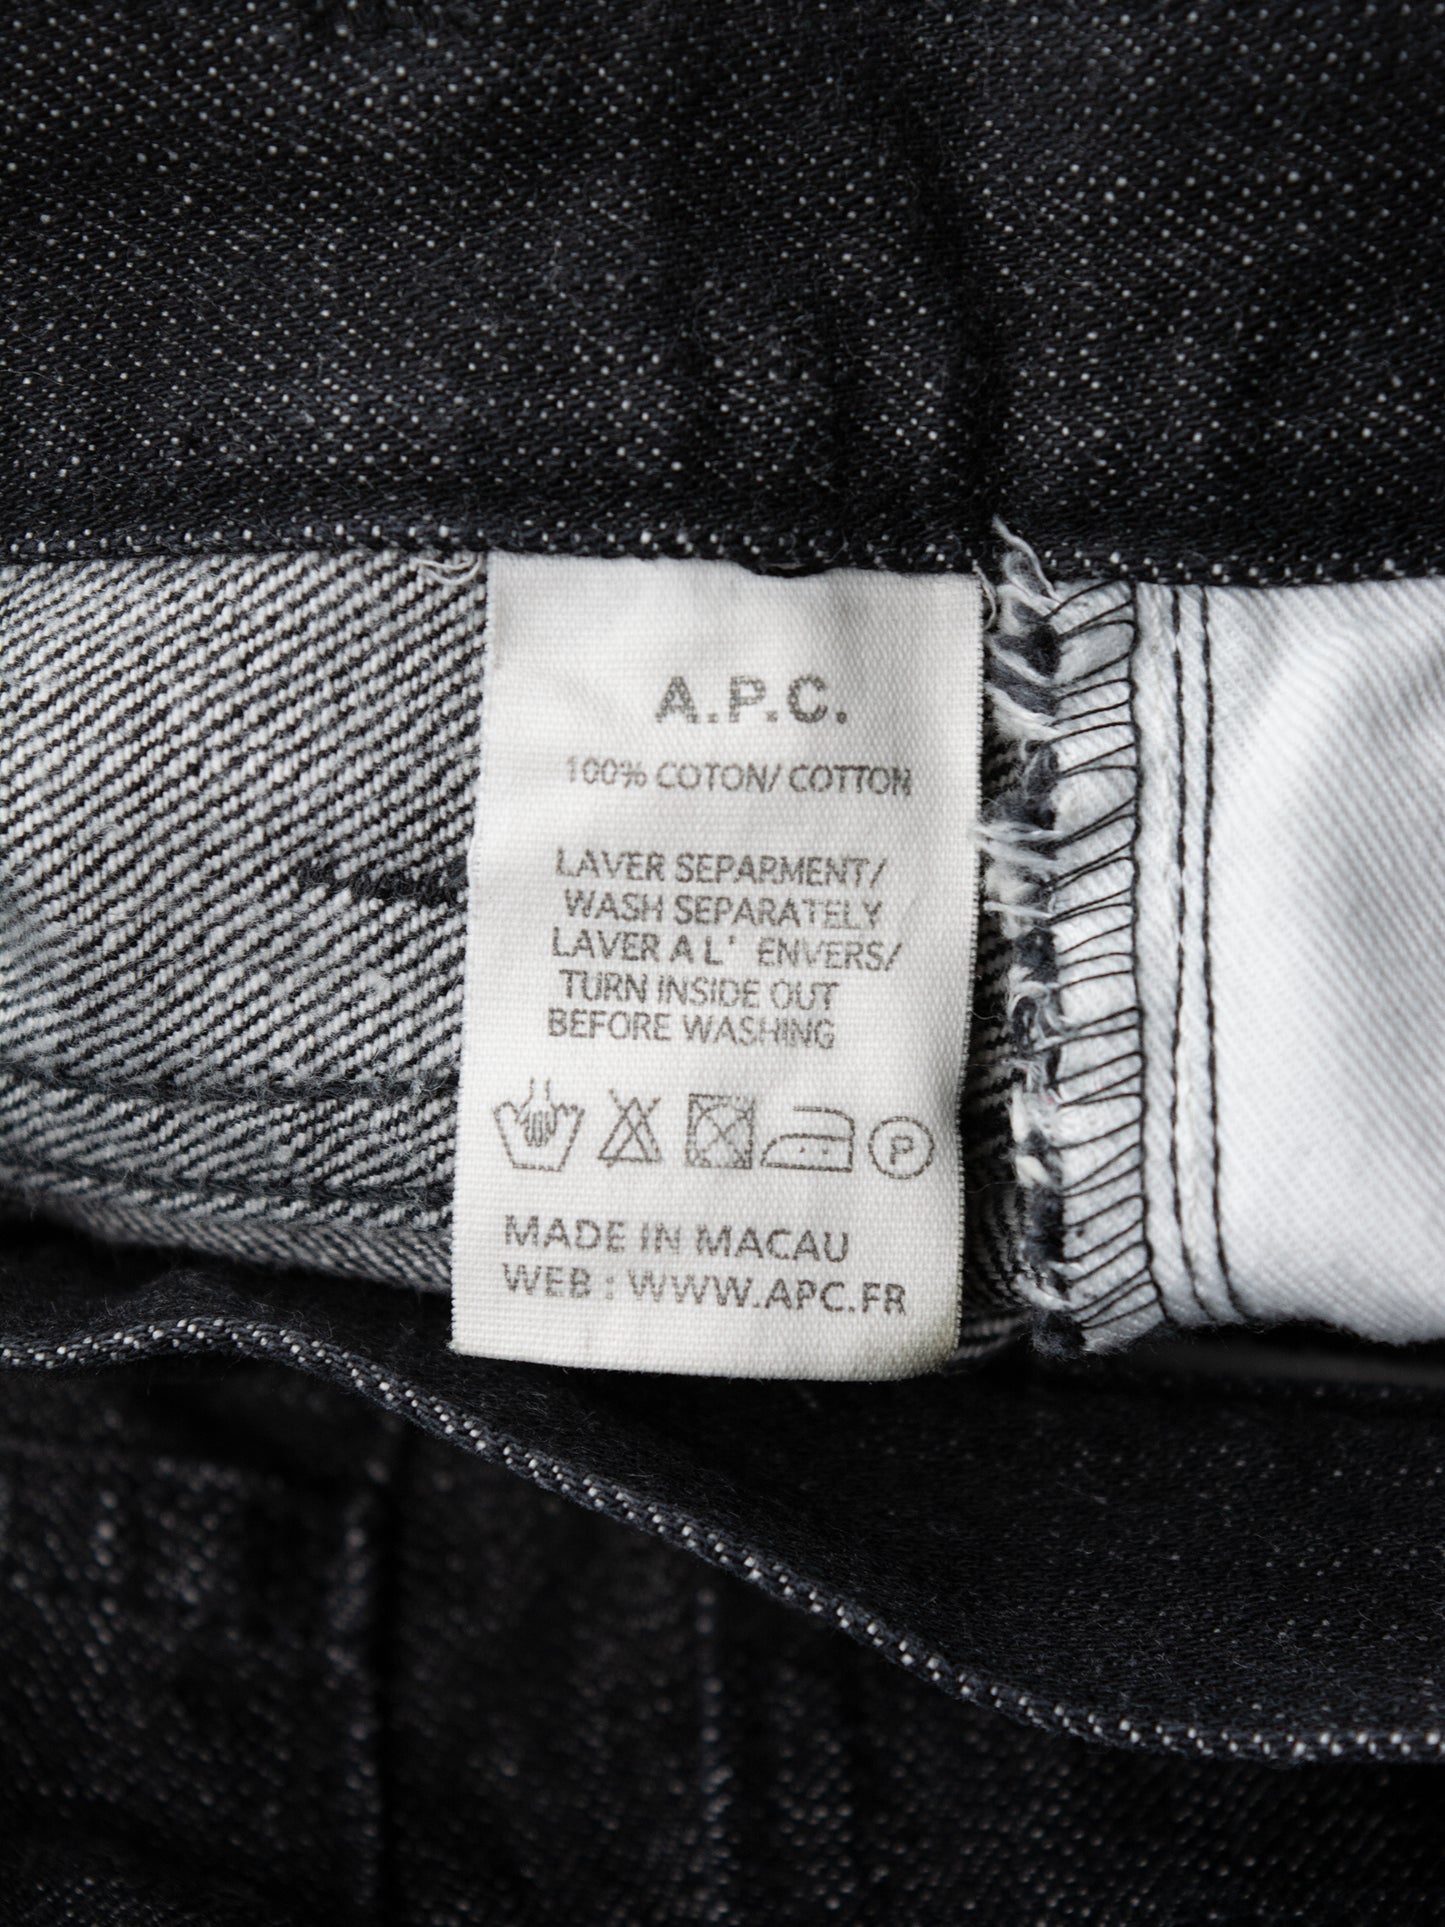 A.P.C.
100% COTON/ COTTON
LAVER SEPARMENT/
WASH SEPARATELY
LAVER A L' ENVERS/
TURN INSIDE OUT
BEFORE WASHING
P
MADE IN MACAU
WEB : WWW.APC.FR